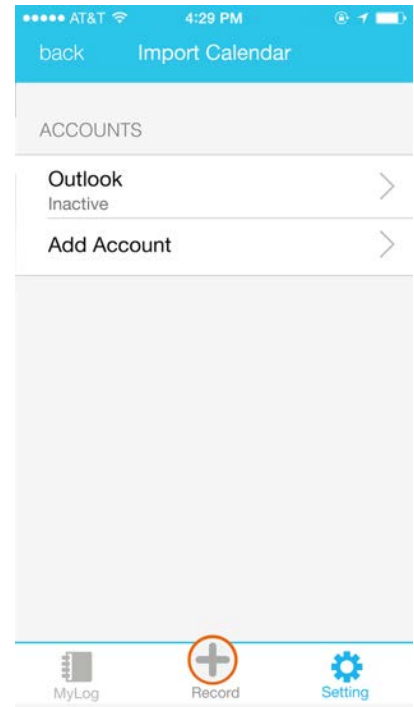 AT&T 4:29 PM
back Import Calendar
ACCOUNTS
Outlook
Inactive
Add Account
MyLog Record Setting